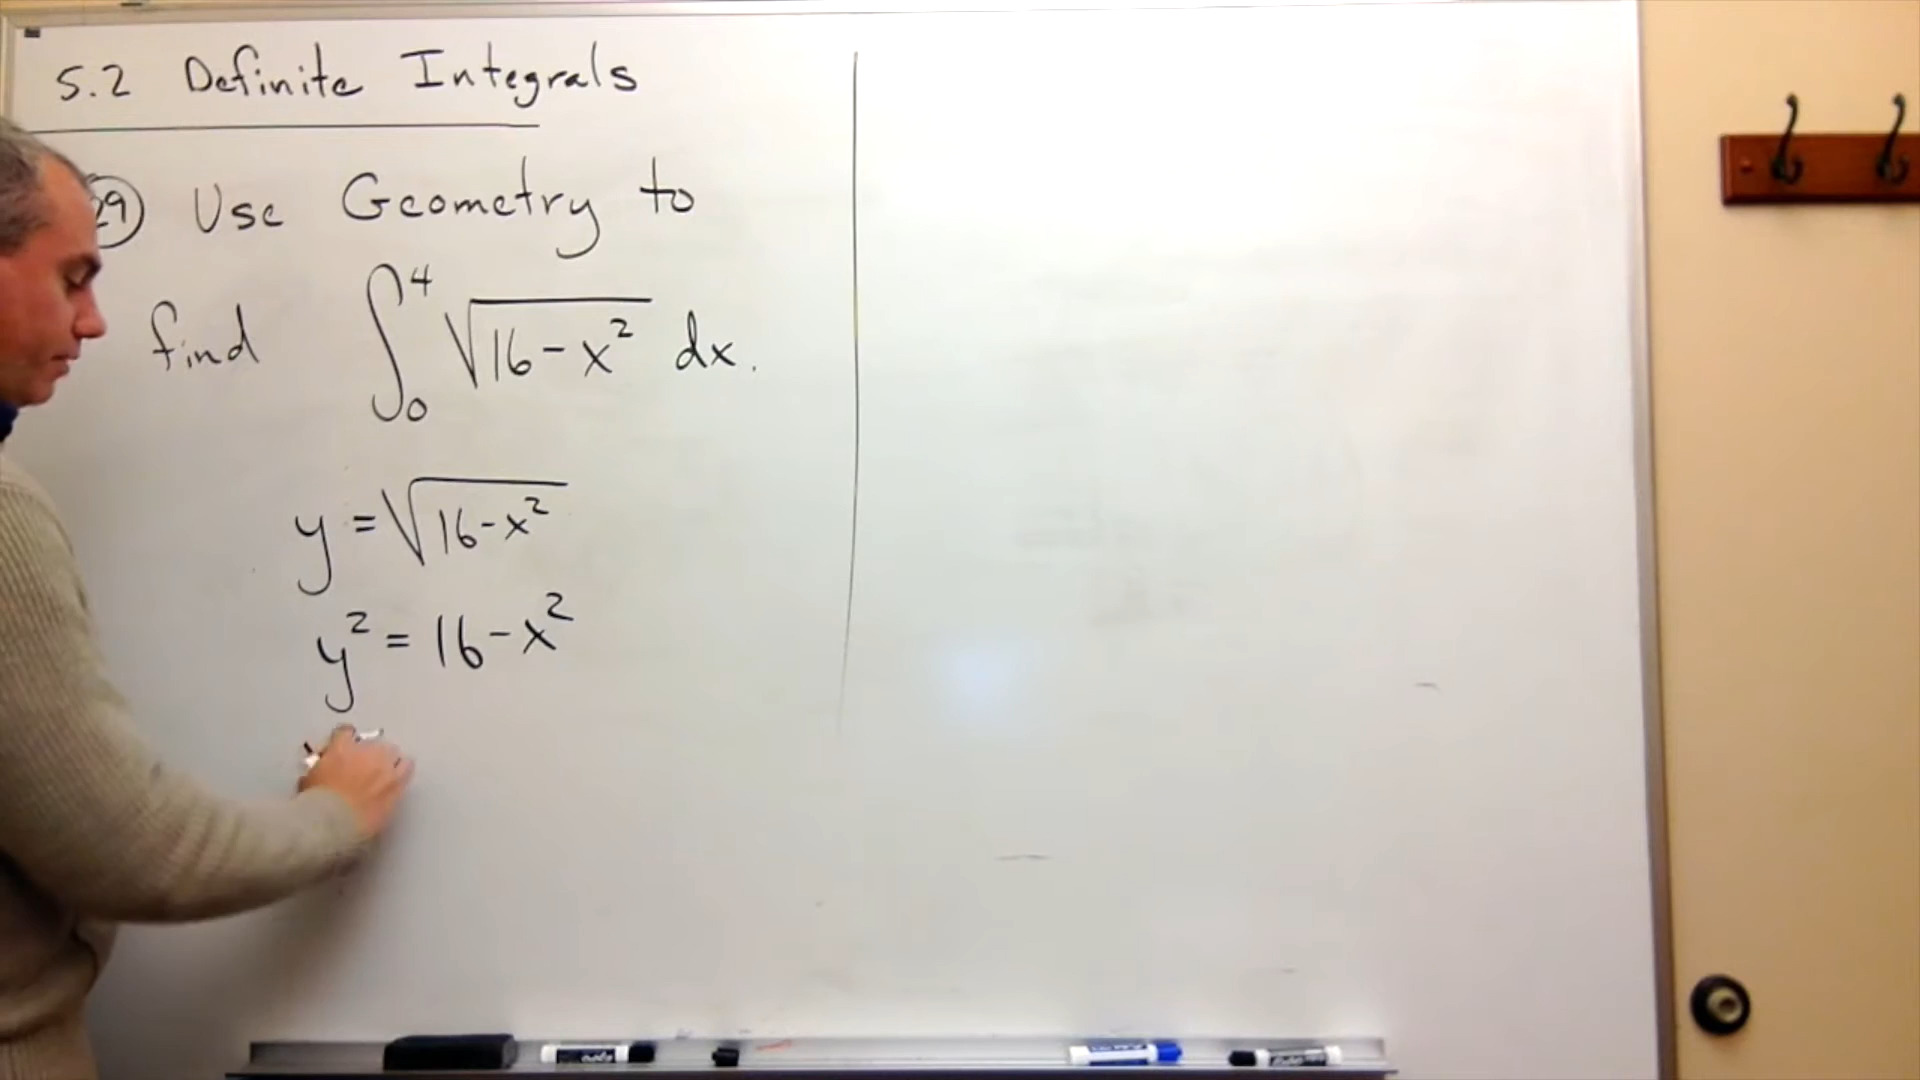 5.2 Definite Integrals
29 Use Geometry to
find ∫₀⁴ √(16-x²) dx.
y = √(16-x²)
y² = 16-x²